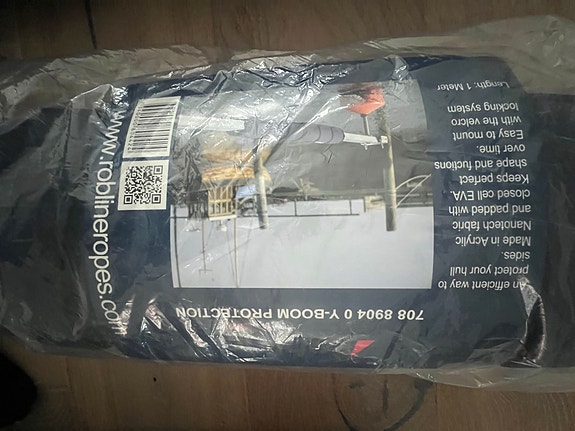 708 8904 0 Y-BOOM PROTECTION
An efficient way to
protect your hull
sides.
Made in Acrylic
Nanotech fabric
and padded with
closed cell EVA.
Keeps perfect
shape and fuctions
over time.
Easy to mount
with the velcro
locking system
Length: 1 Meter
www.roblineropes.co